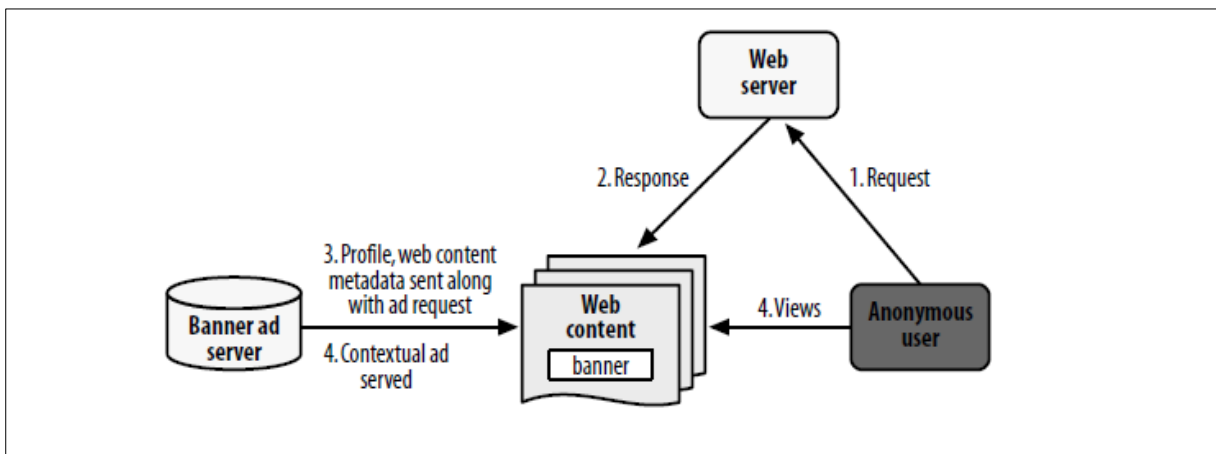 Web
server
2. Response
1. Request
3. Profile, web content
metadata sent along
with ad request
Banner ad
server
4. Contextual ad
served
Web
content
banner
4. Views
Anonymous
user